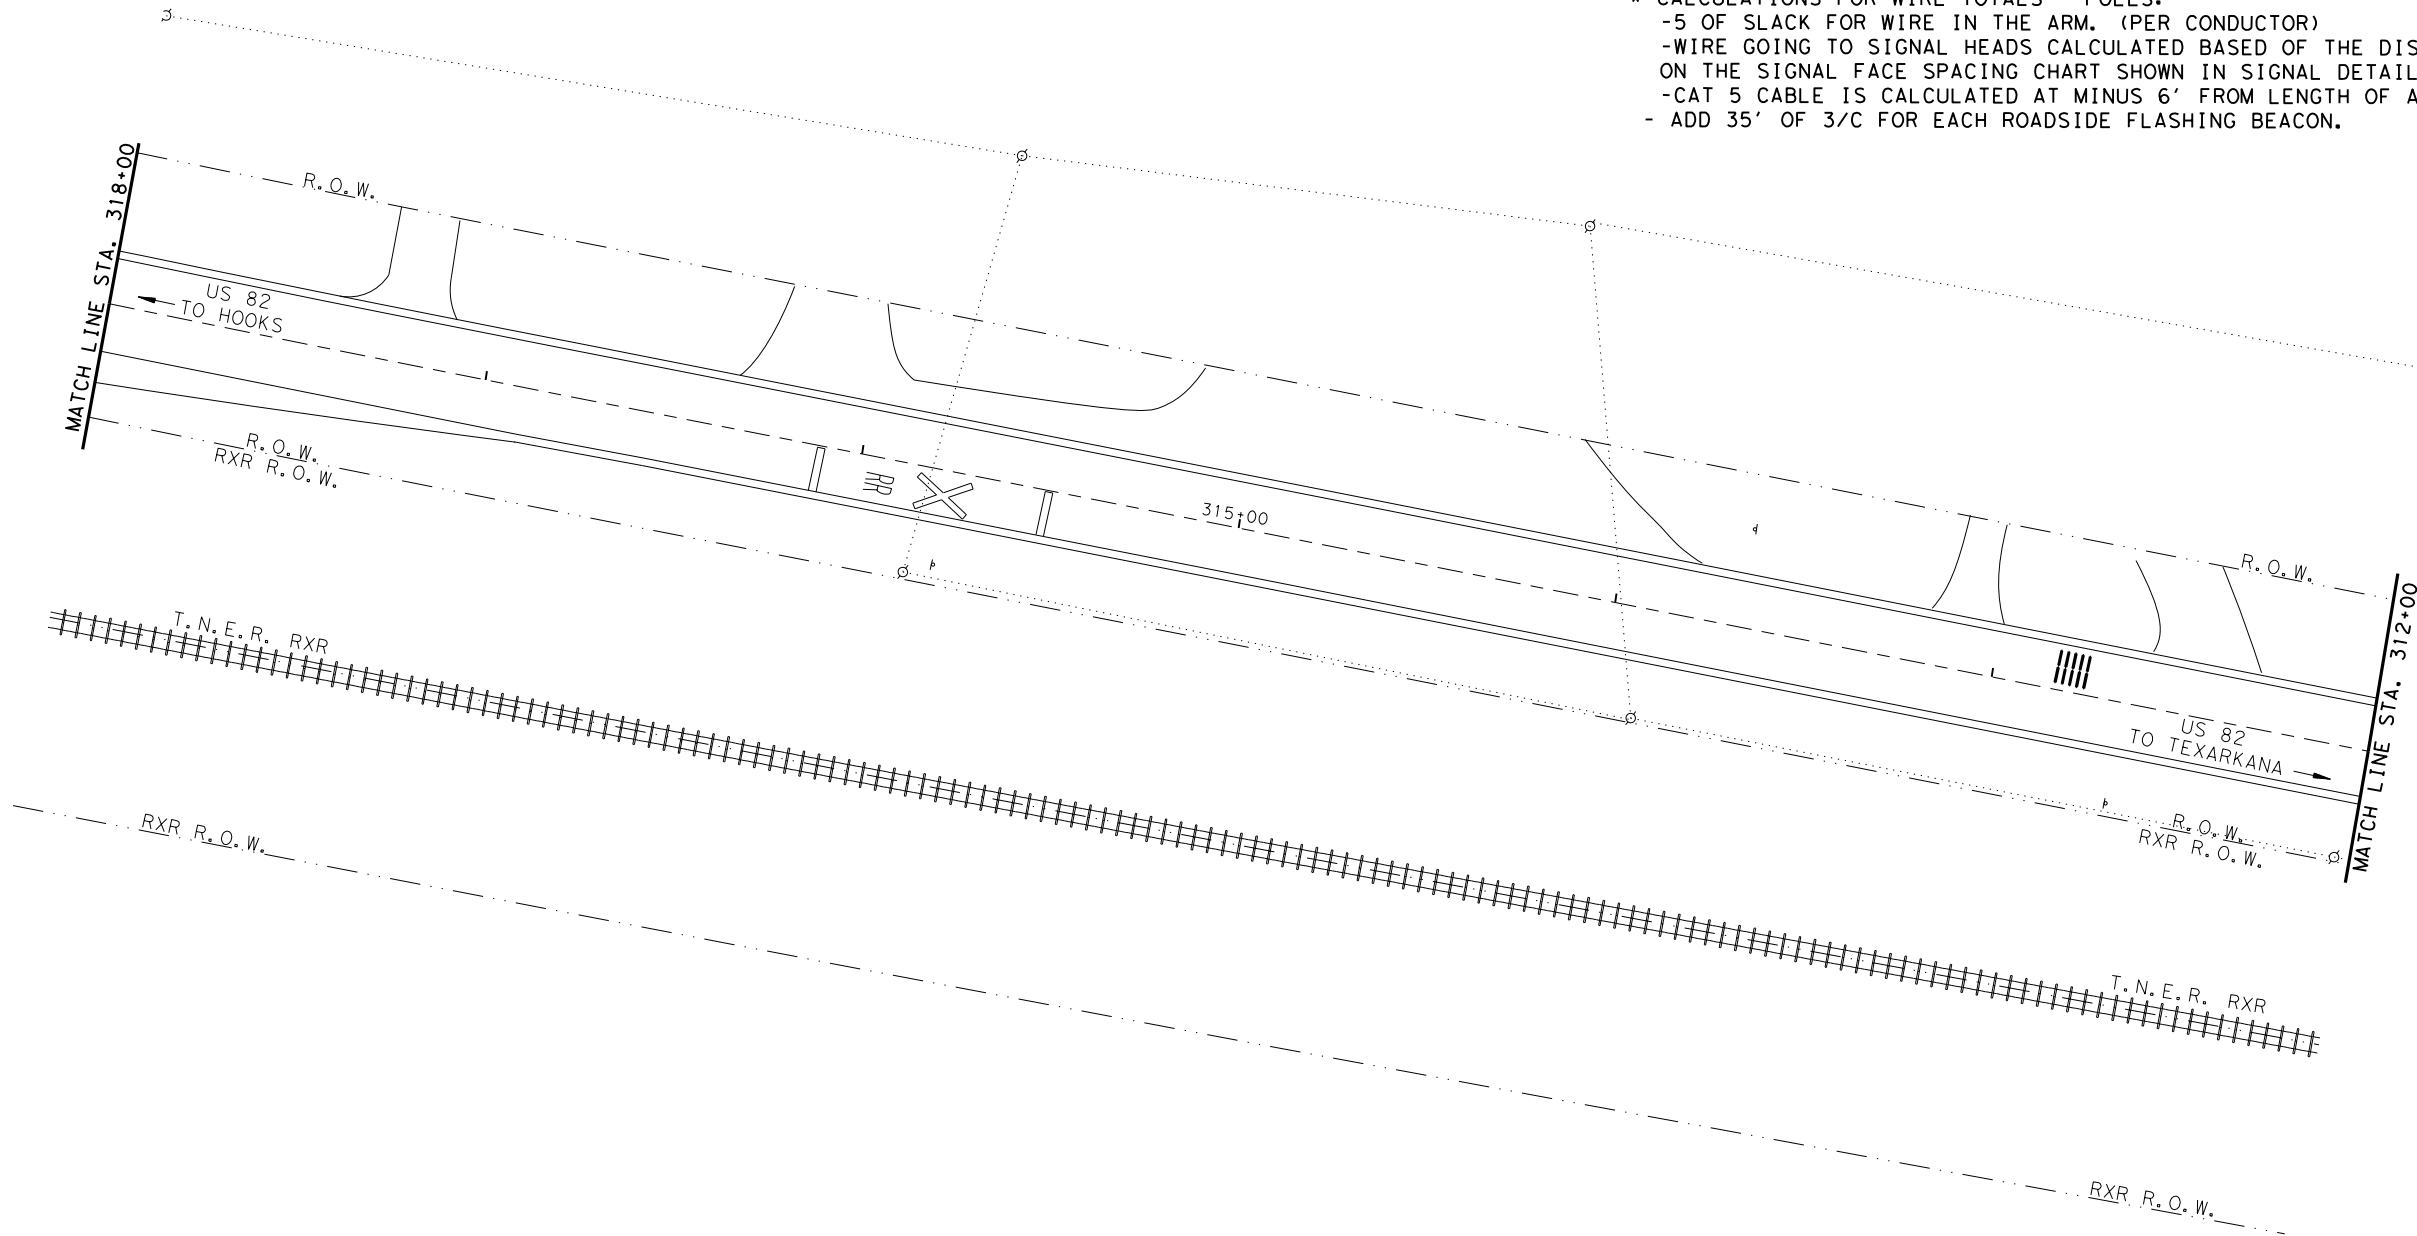 -5 OF SLACK FOR WIRE IN THE ARM. (PER CONDUCTOR)
-WIRE GOING TO SIGNAL HEADS CALCULATED BASED OF THE DIS
ON THE SIGNAL FACE SPACING CHART SHOWN IN SIGNAL DETAIL
-CAT 5 CABLE IS CALCULATED AT MINUS 6' FROM LENGTH OF A
- ADD 35' OF 3/C FOR EACH ROADSIDE FLASHING BEACON.
MATCH LINE STA. 318+00
R.O.W.
US 82
TO HOOKS
R.O.W.
RXR R.O.W.
RR
315+00
R.O.W.
MATCH LINE STA. 312+00
US 82
TO TEXARKANA
R.O.W.
RXR R.O.W.
T.N.E.R. RXR
T.N.E.R. RXR
RXR R.O.W.
RXR R.O.W.